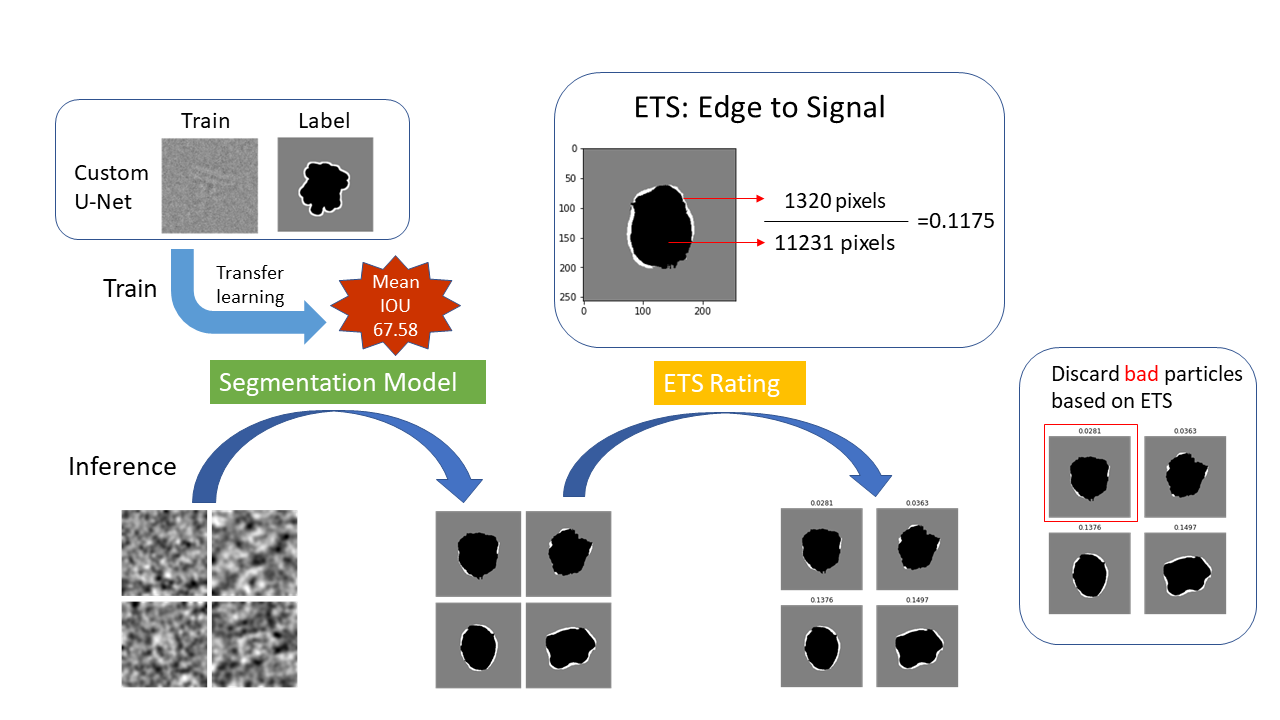 Train
Label
Custom
U-Net
Train
Transfer
learning
Mean
IOU
67.58
ETS: Edge to Signal
0
50
100
150
200
250
0
100
200
1320 pixels
11231 pixels
=0.1175
Segmentation Model
ETS Rating
Inference
0.0281
0.0363
0.1376
0.1497
Discard bad particles
based on ETS
0.0281
0.0363
0.1376
0.1497